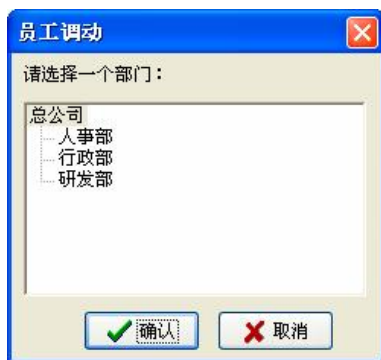 员工调动
请选择一个部门：
总公司
人事部
行政部
研发部
确认
取消